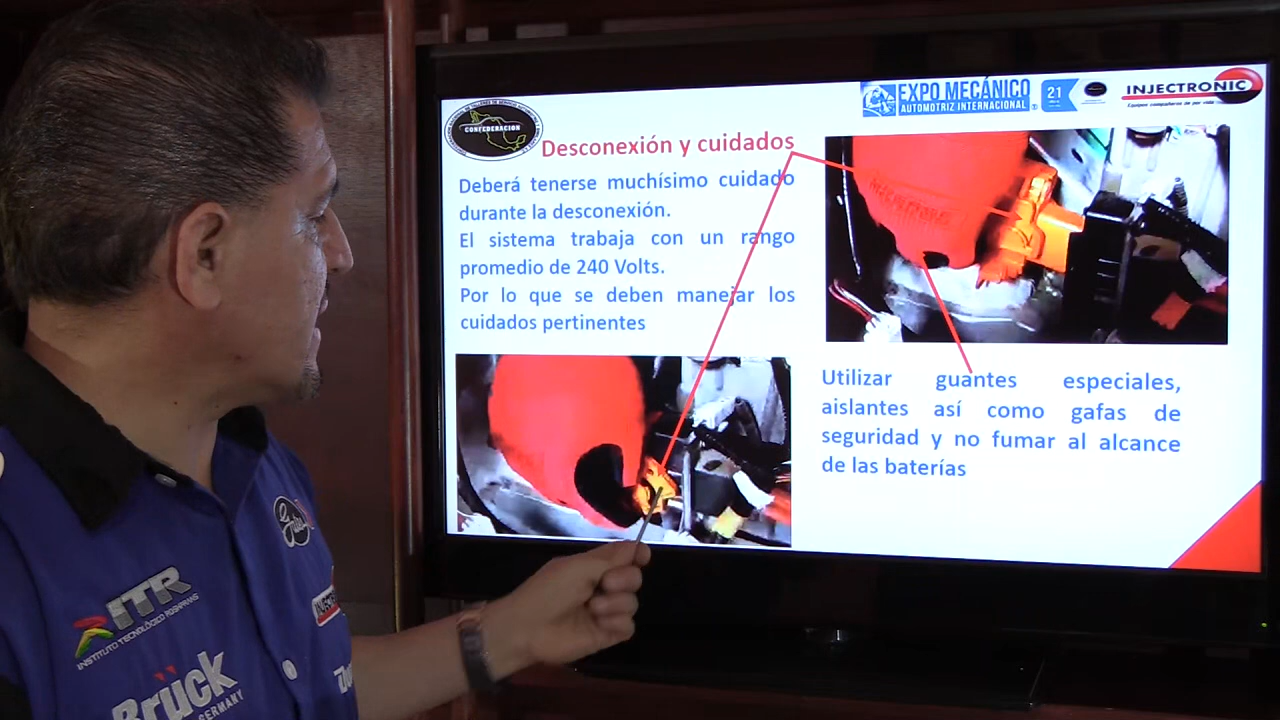 EXPO MECÁNICO
AUTOMOTRIZ INTERNACIONAL
21
INJECTRONIC
CONFEDERACION
Desconexión y cuidados
Deberá tenerse muchísimo cuidado
durante la desconexión.
El sistema trabaja con un rango
promedio de 240 Volts.
Por lo que se deben manejar los
cuidados pertinentes
Utilizar guantes especiales,
aislantes así como gafas de
seguridad y no fumar al alcance
de las baterías
ITR
INSTITUTO TECNOLÓGICO
Brück
GERMANY